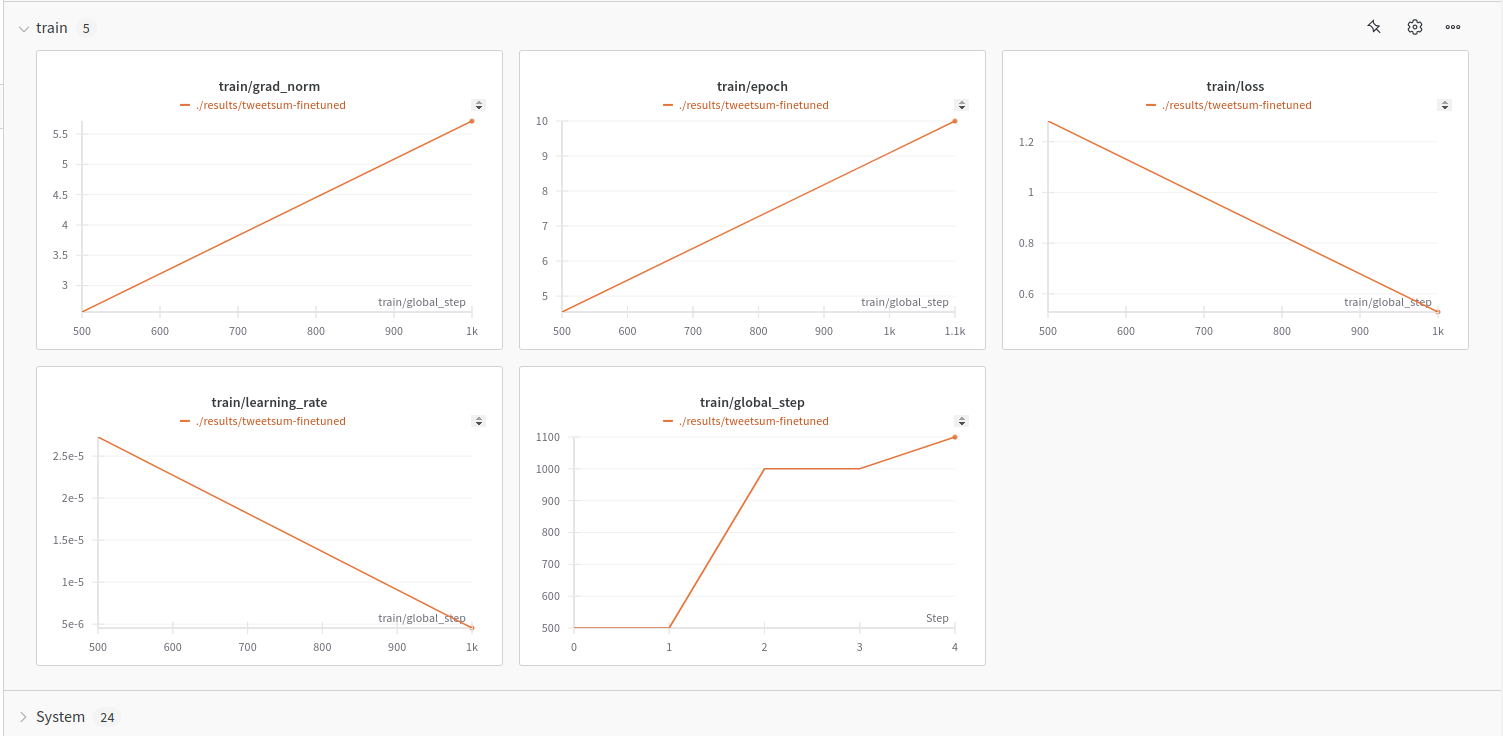 train 5
train/grad_norm
./results/tweetsum-finetuned
5.5
5
4.5
4
3.5
3
train/global_step
500 600 700 800 900 1k
train/epoch
./results/tweetsum-finetuned
10
9
8
7
6
5
train/global_step
500 600 700 800 900 1k 1.1k
train/loss
./results/tweetsum-finetuned
1.2
1
0.8
0.6
train/global_step
500 600 700 800 900 1k
train/learning_rate
./results/tweetsum-finetuned
2.5e-5
2e-5
1.5e-5
1e-5
5e-6
train/global_step
500 600 700 800 900 1k
train/global_step
./results/tweetsum-finetuned
1100
1000
900
800
700
600
500
Step
0 1 2 3 4
System 24